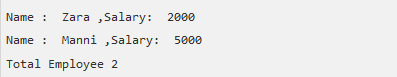 Name :  Zara ,Salary:  2000
Name :  Manni ,Salary:  5000
Total Employee 2